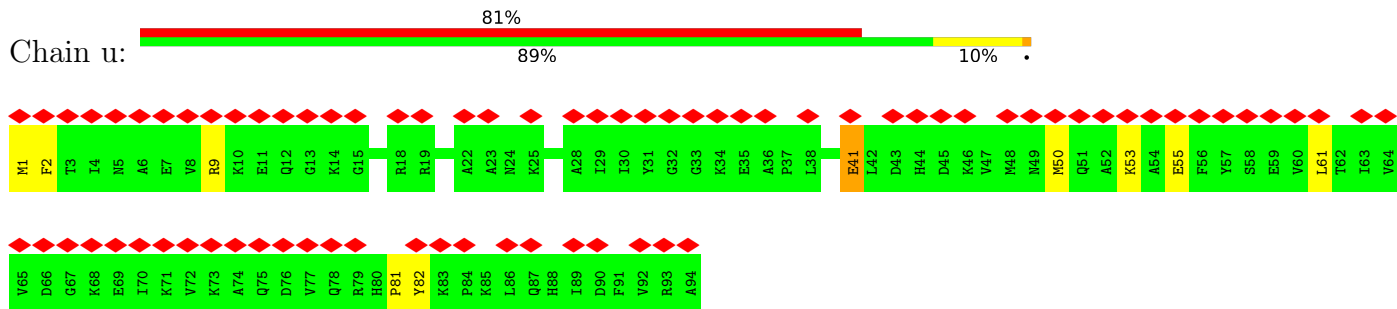 81%
Chain u:
89% 10% •
M1 F2 T3 I4 N5 A6 E7 V8 R9 K10 E11 Q12 G13 K14 G15 R18 R19 A22 A23 N24 K25 A28 I29 I30 Y31 G32 G33 K34 E35 A36 P37 L38 E41 L42 D43 H44 D45 K46 V47 M48 N49 M50 Q51 A52 K53 A54 E55 F56 Y57 S58 E59 V60 L61 T62 I63 V64
V65 D66 G67 K68 E69 I70 K71 V72 K73 A74 Q75 D76 V77 Q78 R79 H80 P81 Y82 K83 P84 K85 L86 Q87 H88 I89 D90 F91 V92 R93 A94